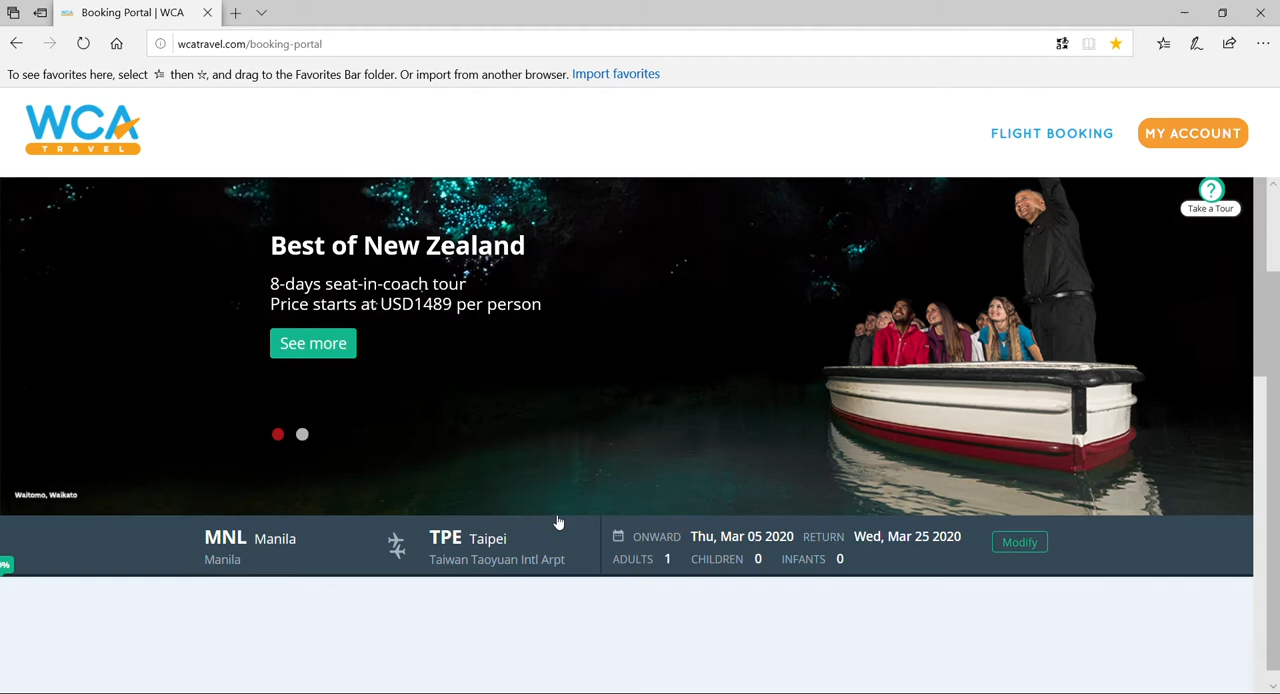 Booking Portal | WCA
wcatravel.com/booking-portal
To see favorites here, select ☆ then ☆, and drag to the Favorites Bar folder. Or import from another browser. Import favorites
WCA
TRAVEL
FLIGHT BOOKING
MY ACCOUNT
?
Take a Tour
Best of New Zealand
8-days seat-in-coach tour
Price starts at USD1489 per person
See more
Waitomo, Waikato
MNL Manila
Manila
TPE Taipei
Taiwan Taoyuan Intl Arpt
ONWARD Thu, Mar 05 2020 RETURN Wed, Mar 25 2020
ADULTS 1 CHILDREN 0 INFANTS 0
Modify